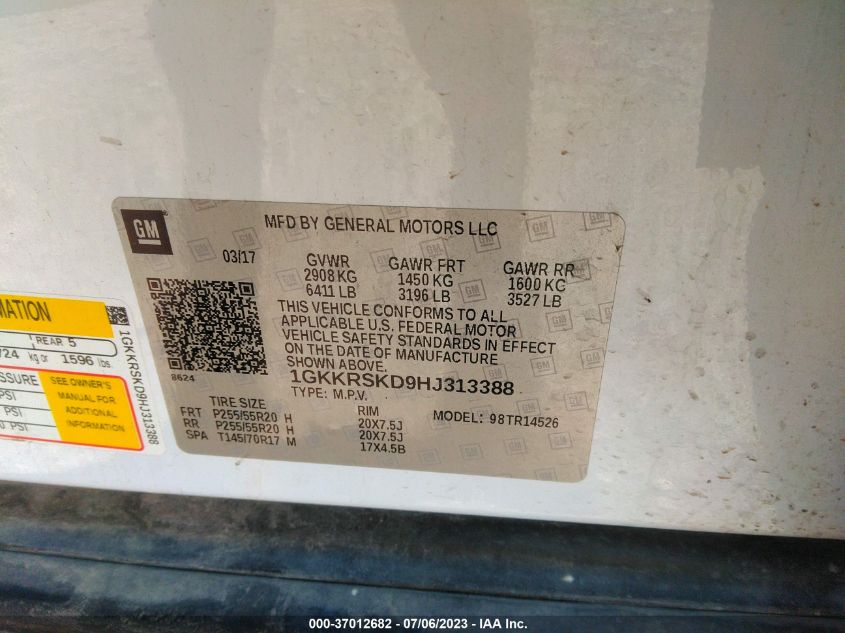 GM
MFD BY GENERAL MOTORS LLC
03/17
GVWR GAWR FRT GAWR RR
2908 KG 1450 KG 1600 KG
6411 LB 3196 LB 3527 LB
THIS VEHICLE CONFORMS TO ALL
APPLICABLE U.S. FEDERAL MOTOR
VEHICLE SAFETY STANDARDS IN EFFECT
ON THE DATE OF MANUFACTURE
SHOWN ABOVE.
8624
1GKKRSKD9HJ313388
TYPE: M.P.V.
TIRE SIZE RIM MODEL: 98TR14526
FRT P255/55R20 H 20X7.5J
RR P255/55R20 H 20X7.5J
SPA T145/70R17 M 17X4.5B
REAR 5
kg or 1596 lbs.
SEE OWNER'S
MANUAL FOR
ADDITIONAL
INFORMATION
PSI
PSI
PSI
1GKKRSKD9HJ313388
000-37012682 - 07/06/2023 - IAA Inc.